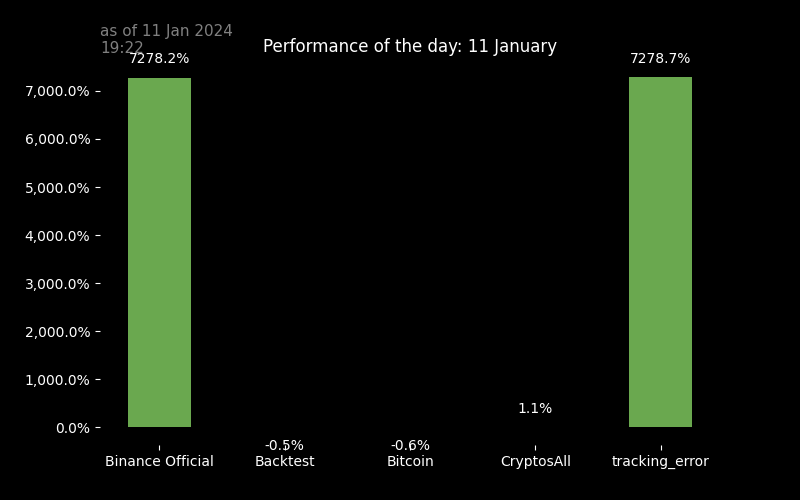 as of 11 Jan 2024
19:22
Performance of the day: 11 January
7278.2%
7278.7%
7,000.0%
6,000.0%
5,000.0%
4,000.0%
3,000.0%
2,000.0%
1,000.0%
1.1%
0.0%
-0.5%
-0.6%
Binance Official
Backtest
Bitcoin
CryptosAll
tracking_error